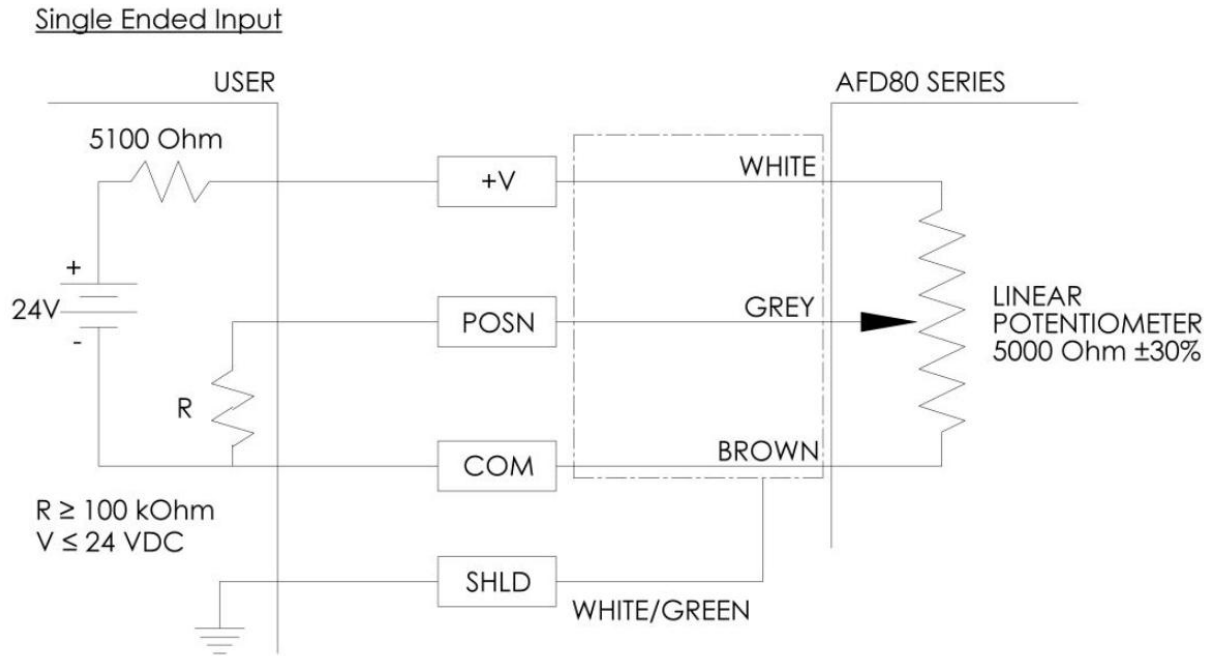 Single Ended Input
USER
AFD80 SERIES
5100 Ohm
+V
WHITE
+
24V
-
POSN
GREY
LINEAR
POTENTIOMETER
5000 Ohm ±30%
R
COM
BROWN
R ≥ 100 kOhm
V ≤ 24 VDC
SHLD
WHITE/GREEN